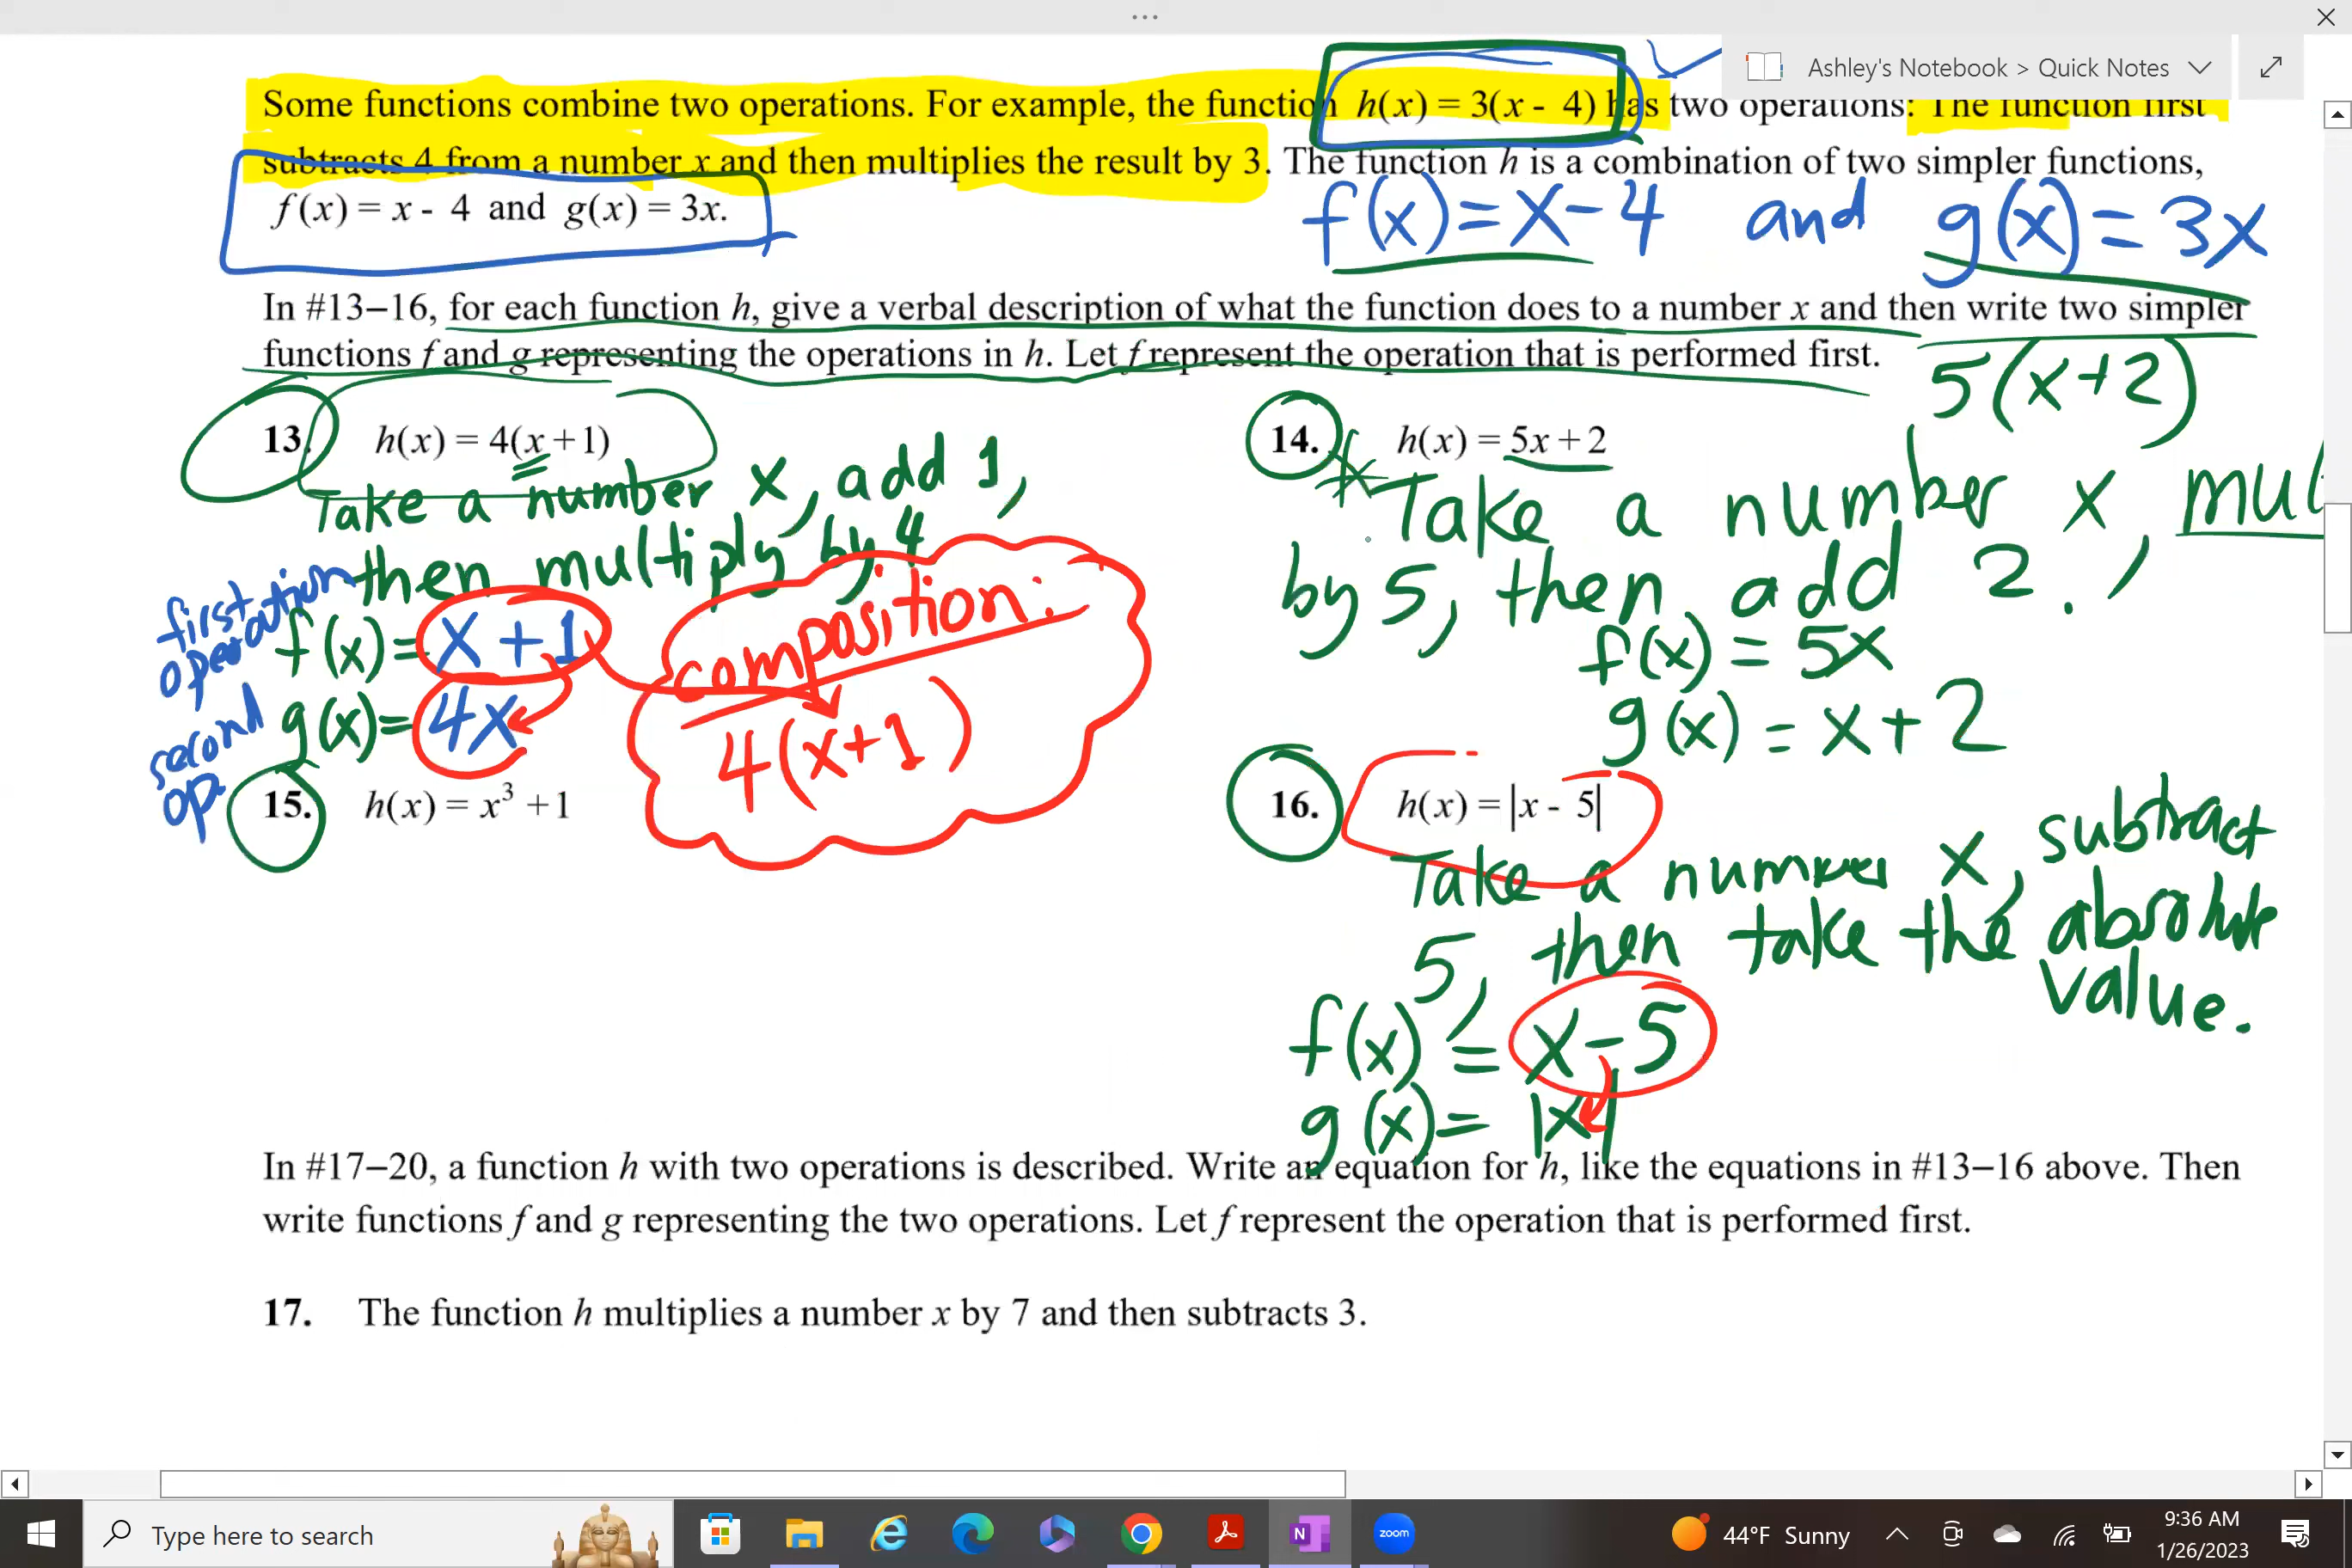 Ashley's Notebook > Quick Notes
Some functions combine two operations. For example, the function h(x) = 3(x - 4) has two operations: The function first
subtracts 4 from a number x and then multiplies the result by 3. The function h is a combination of two simpler functions,
f(x) = x - 4 and g(x) = 3x.
f(x) = x - 4 and g(x) = 3x
In #13–16, for each function h, give a verbal description of what the function does to a number x and then write two simpler
functions f and g representing the operations in h. Let f represent the operation that is performed first.
5(x+2)
13. h(x) = 4(x+1)
Take a number x, add 1,
then multiply by 4
first operation f(x) = x + 1
second op. g(x) = 4x
composition:
4(x+1)
14. h(x) = 5x+2
Take a number x, mul
by 5, then add 2.
f(x) = 5x
g(x) = x + 2
15. h(x) = x³ + 1
16. h(x) = |x - 5|
Take a number x, subtract
5, then take the absolute
value.
f(x) = x - 5
g(x) = |x|
In #17–20, a function h with two operations is described. Write an equation for h, like the equations in #13–16 above. Then
write functions f and g representing the two operations. Let f represent the operation that is performed first.
17. The function h multiplies a number x by 7 and then subtracts 3.
Type here to search
zoom
44°F Sunny
9:36 AM
1/26/2023